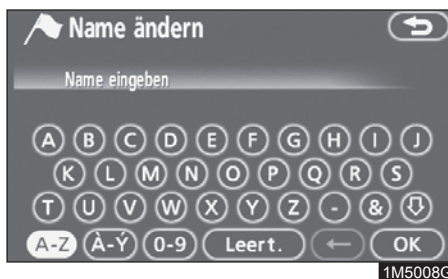 Name ändern
Name eingeben
A B C D E F G H I J
K L M N O P Q R S
T U V W X Y Z - & ⇩
A-Z À-Ý 0-9 Leert. ← OK
1M5008G